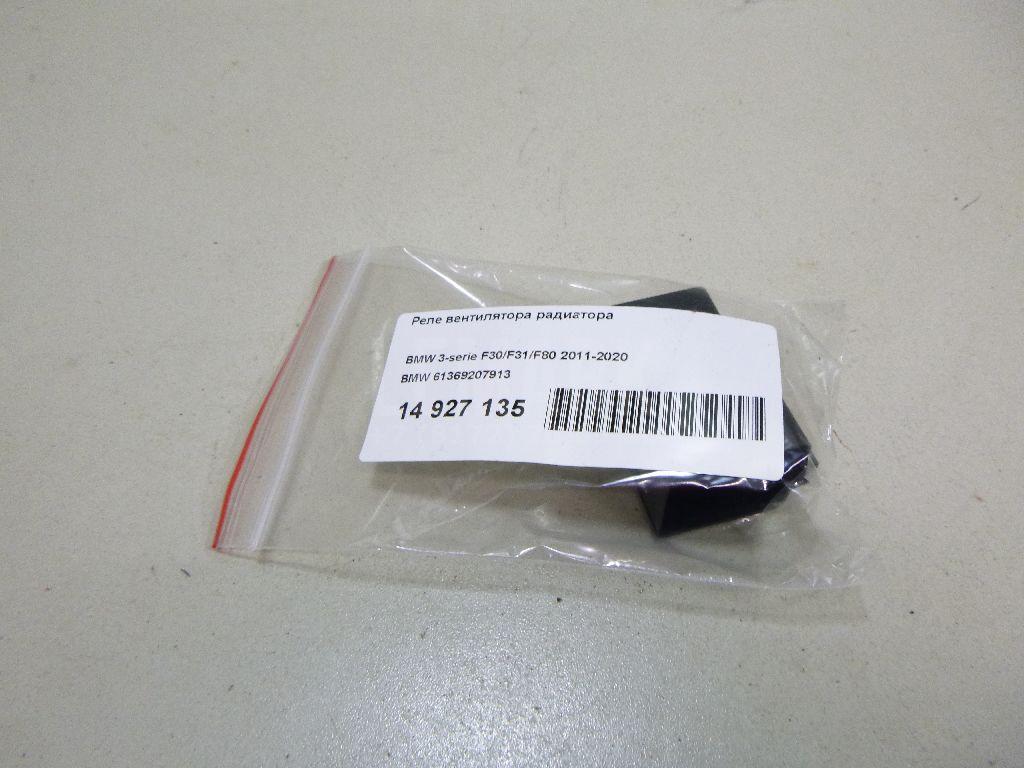 Реле вентилятора радиатора
BMW 3-serie F30/F31/F80 2011-2020
BMW 61369207913
14 927 135